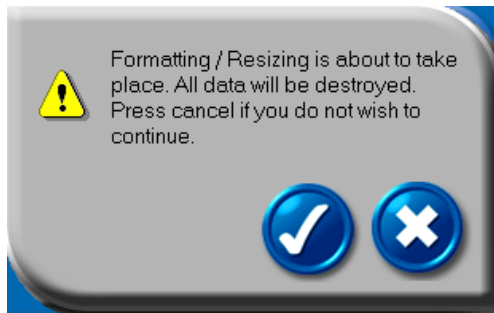 Formatting / Resizing is about to take
place. All data will be destroyed.
Press cancel if you do not wish to
continue.